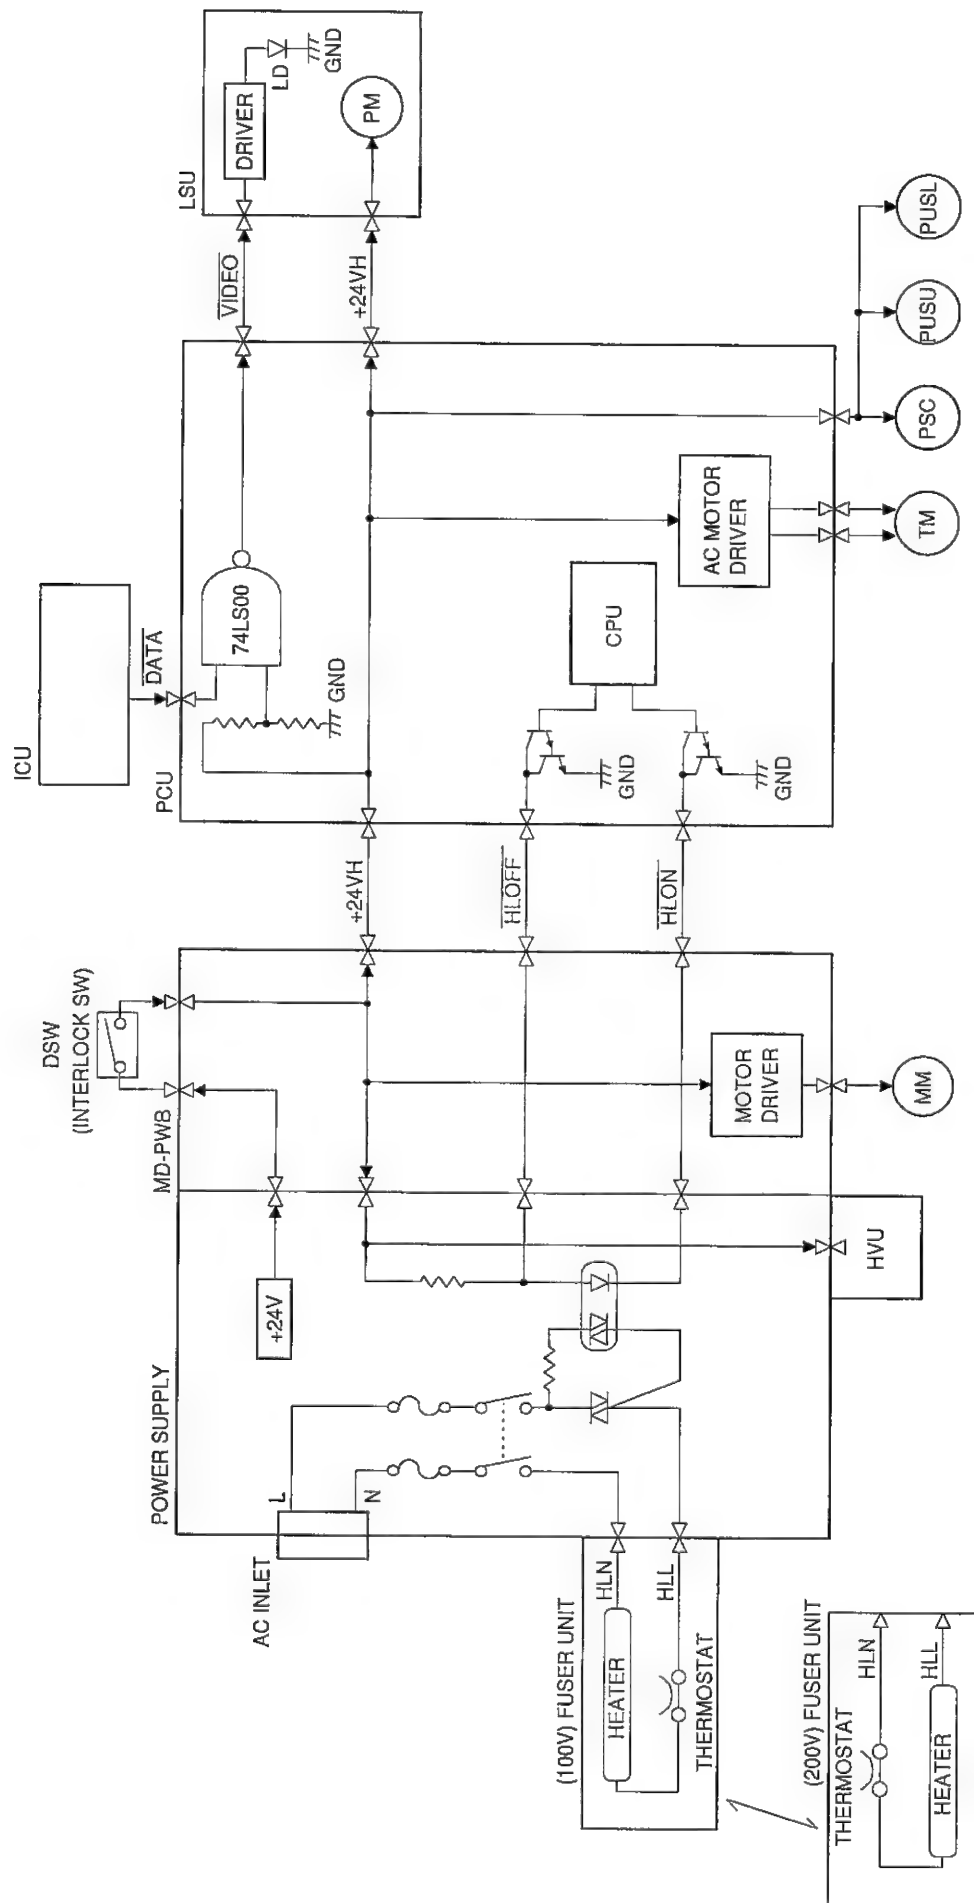 POWER SUPPLY
AC INLET
L
N
+24V
MD-PWB
DSW
(INTERLOCK SW)
+24VH
HLOFF
HLON
MOTOR
DRIVER
MM
HVU
(100V) FUSER UNIT
HEATER
HLN
HLL
THERMOSTAT
(200V) FUSER UNIT
THERMOSTAT
HLN
HLL
HEATER
ICU
DATA
PCU
74LS00
GND
CPU
GND
GND
AC MOTOR
DRIVER
TM
PSC
PUSU
PUSL
VIDEO
+24VH
LSU
DRIVER
LD
GND
PM